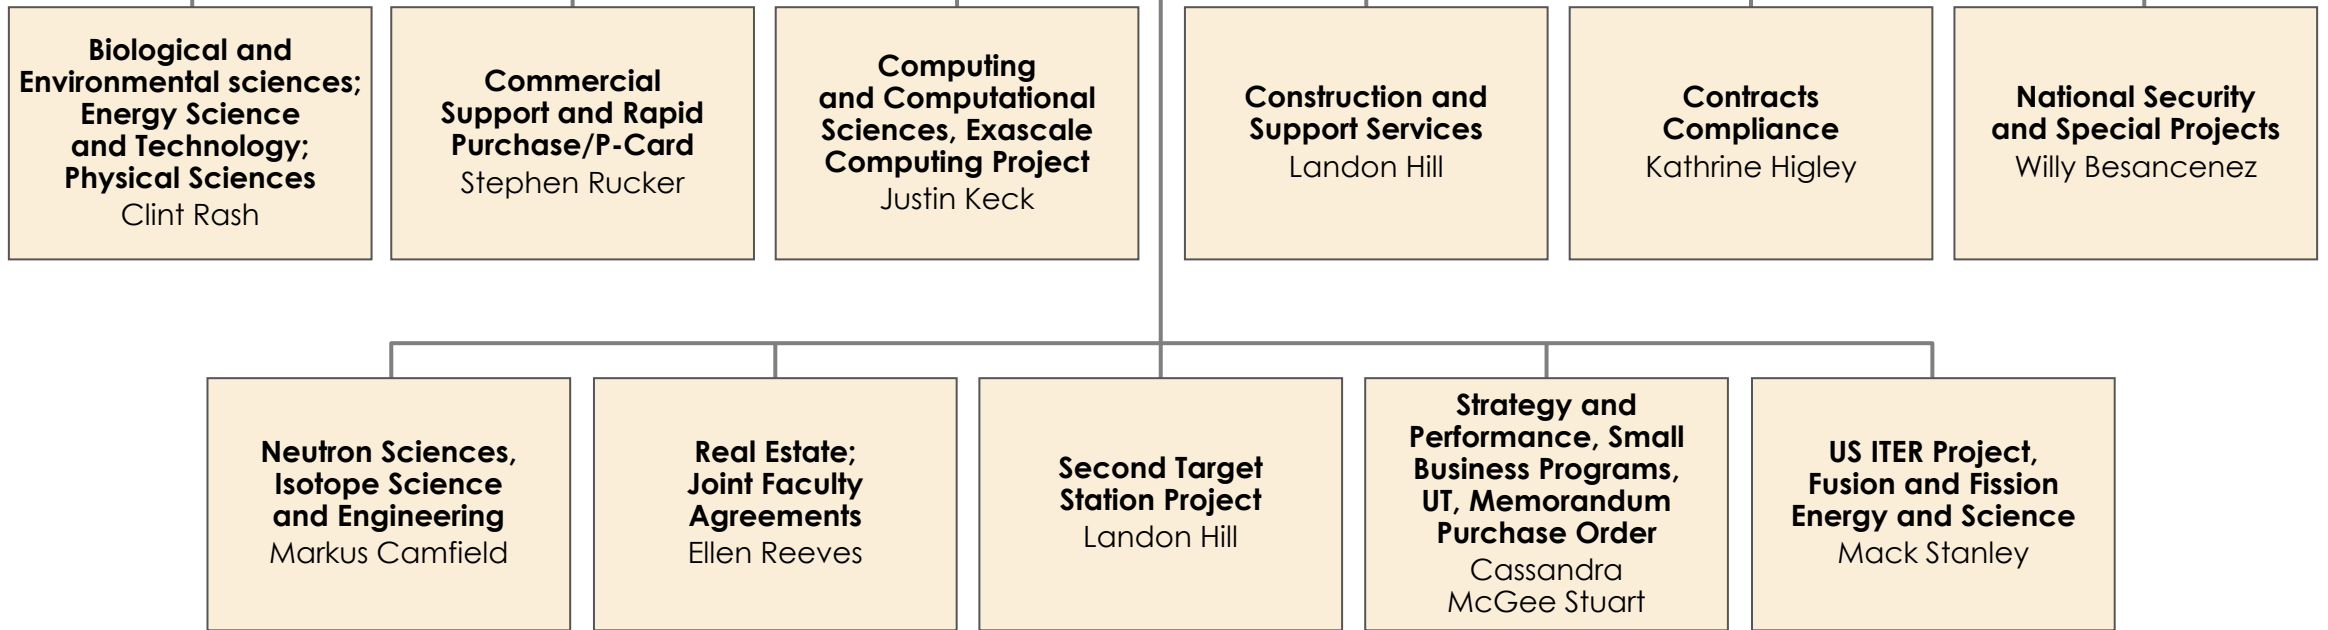 Biological and
Environmental sciences;
Energy Science
and Technology;
Physical Sciences
Clint Rash
Commercial
Support and Rapid
Purchase/P-Card
Stephen Rucker
Computing
and Computational
Sciences, Exascale
Computing Project
Justin Keck
Construction and
Support Services
Landon Hill
Contracts
Compliance
Kathrine Higley
National Security
and Special Projects
Willy Besancenez
Neutron Sciences,
Isotope Science
and Engineering
Markus Camfield
Real Estate;
Joint Faculty
Agreements
Ellen Reeves
Second Target
Station Project
Landon Hill
Strategy and
Performance, Small
Business Programs,
UT, Memorandum
Purchase Order
Cassandra
McGee Stuart
US ITER Project,
Fusion and Fission
Energy and Science
Mack Stanley